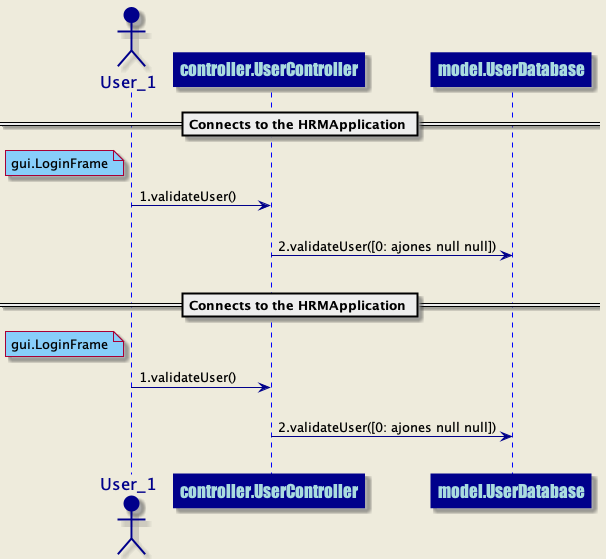 User_1
controller.UserController
model.UserDatabase
Connects to the HRMApplication
gui.LoginFrame
1.validateUser()
2.validateUser([0: ajones null null])
Connects to the HRMApplication
gui.LoginFrame
1.validateUser()
2.validateUser([0: ajones null null])
User_1
controller.UserController
model.UserDatabase